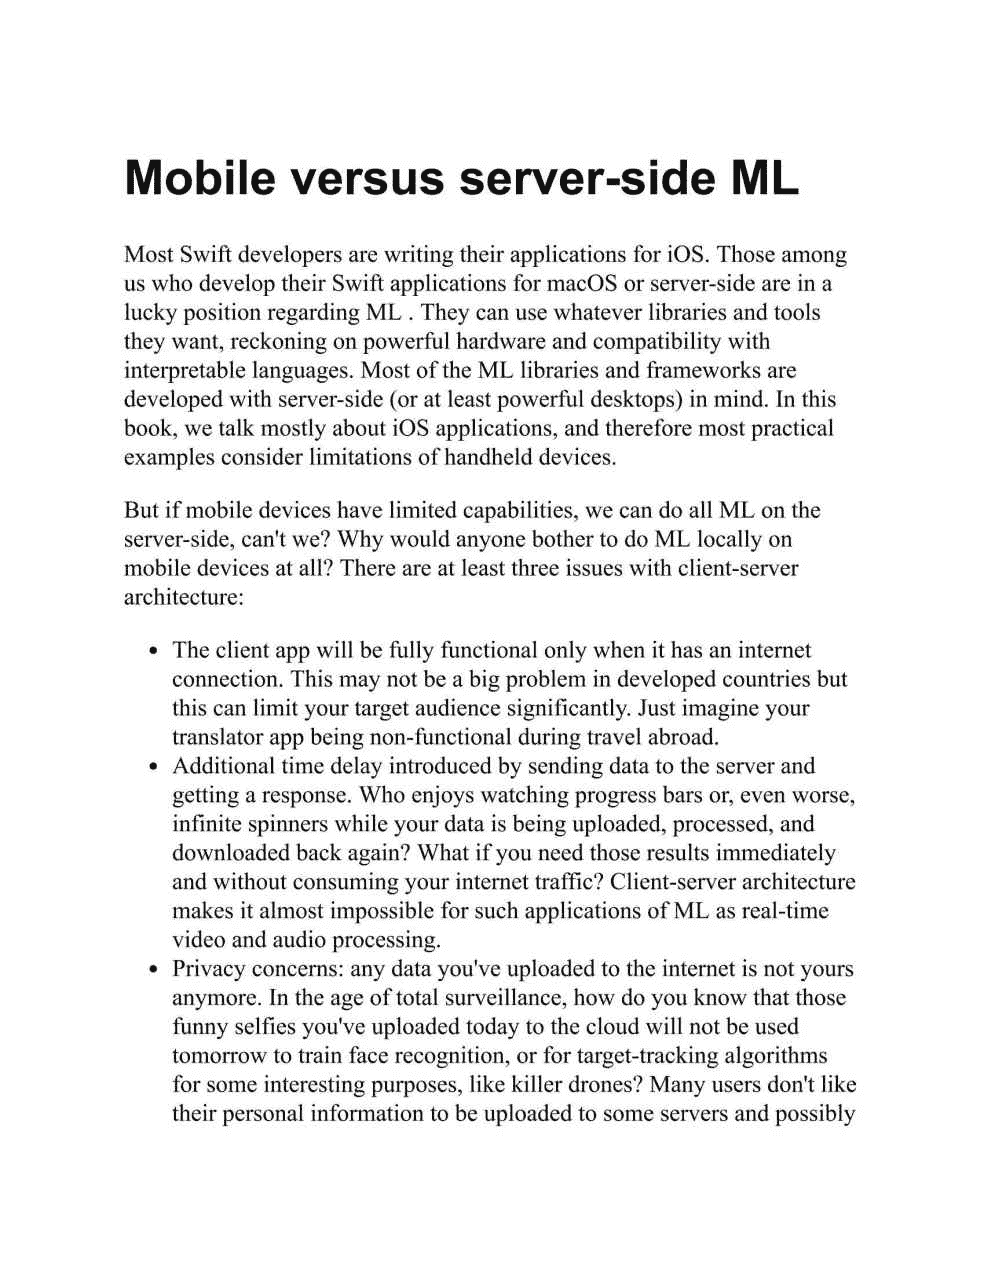 Mobile versus server-side ML
Most Swift developers are writing their applications for iOS. Those among
us who develop their Swift applications for macOS or server-side are in a
lucky position regarding ML . They can use whatever libraries and tools
they want, reckoning on powerful hardware and compatibility with
interpretable languages. Most of the ML libraries and frameworks are
developed with server-side (or at least powerful desktops) in mind. In this
book, we talk mostly about iOS applications, and therefore most practical
examples consider limitations of handheld devices.
But if mobile devices have limited capabilities, we can do all ML on the
server-side, can't we? Why would anyone bother to do ML locally on
mobile devices at all? There are at least three issues with client-server
architecture:
• The client app will be fully functional only when it has an internet
connection. This may not be a big problem in developed countries but
this can limit your target audience significantly. Just imagine your
translator app being non-functional during travel abroad.
• Additional time delay introduced by sending data to the server and
getting a response. Who enjoys watching progress bars or, even worse,
infinite spinners while your data is being uploaded, processed, and
downloaded back again? What if you need those results immediately
and without consuming your internet traffic? Client-server architecture
makes it almost impossible for such applications of ML as real-time
video and audio processing.
• Privacy concerns: any data you've uploaded to the internet is not yours
anymore. In the age of total surveillance, how do you know that those
funny selfies you've uploaded today to the cloud will not be used
tomorrow to train face recognition, or for target-tracking algorithms
for some interesting purposes, like killer drones? Many users don't like
their personal information to be uploaded to some servers and possibly